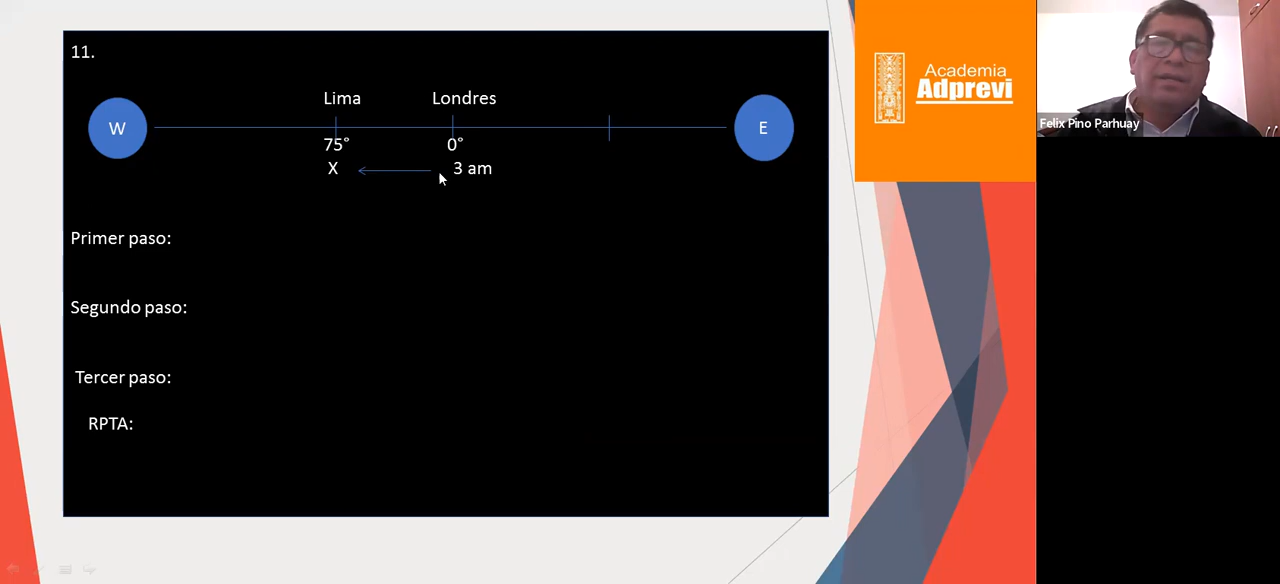 11.
Lima Londres
W E
75° 0°
X 3 am
Primer paso:
Segundo paso:
Tercer paso:
RPTA:
Academia
Adprevi
Felix Pino Parhuay